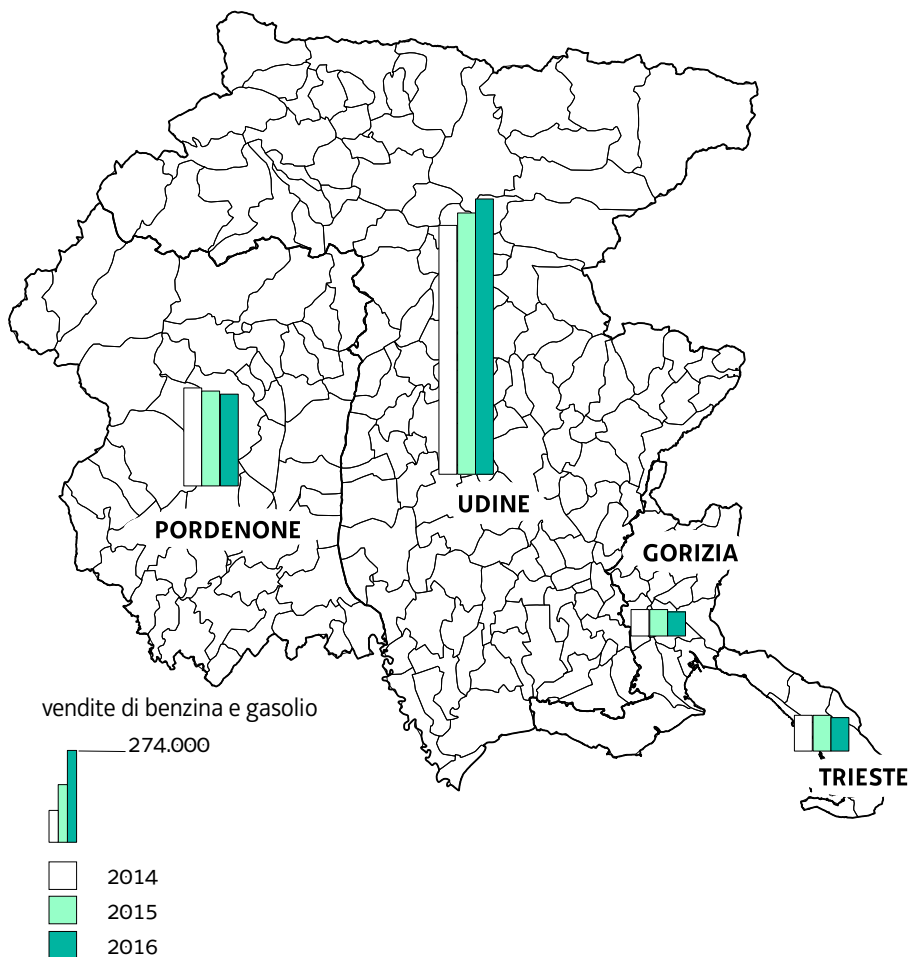 UDINE
PORDENONE
GORIZIA
vendite di benzina e gasolio
274.000
TRIESTE
2014
2015
2016